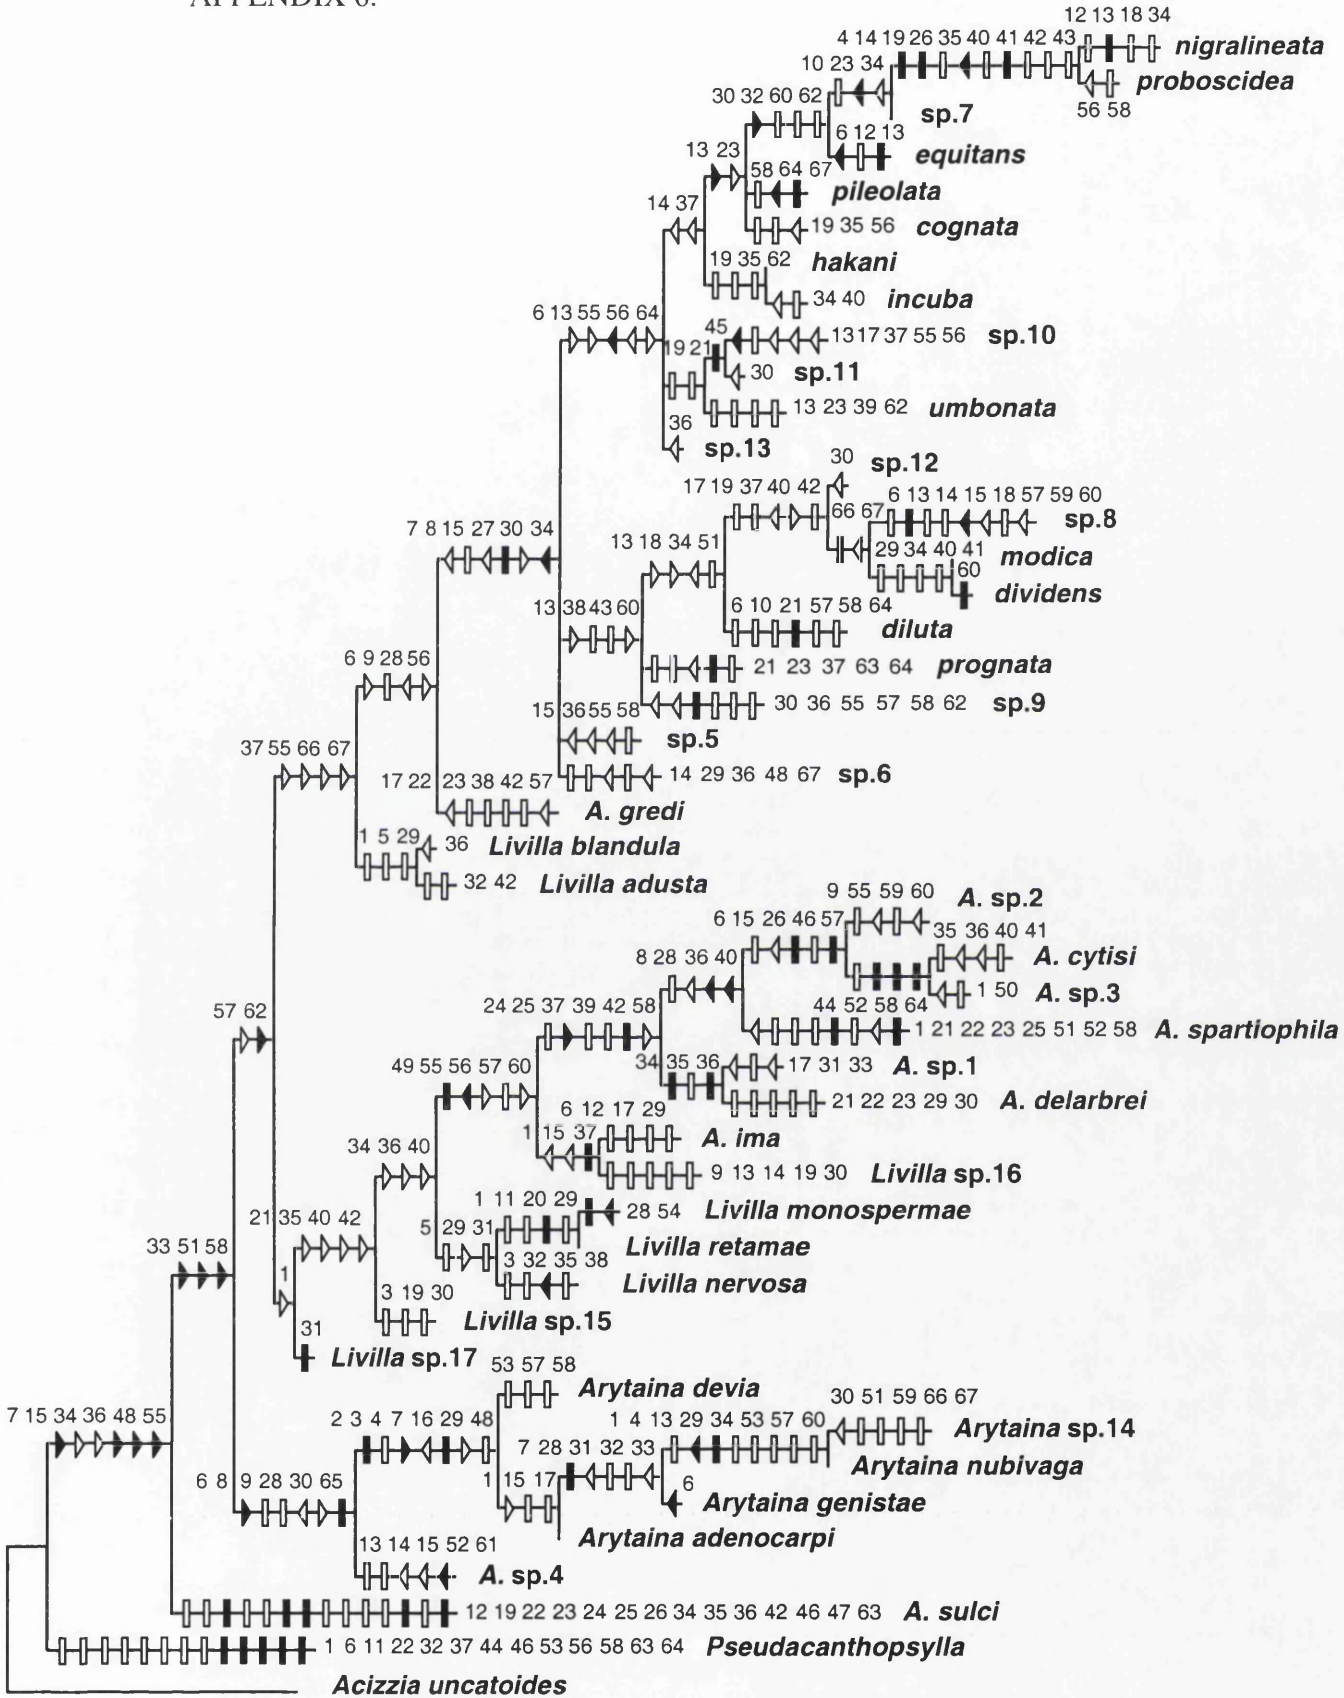 APPENDIX 6.
12 13 18 34
nigralineata
4 14 19 26 35 40 41 42 43
proboscidea
10 23 34
56 58
30 32 60 62
sp.7
6 12 13
equitans
13 23
58 64 67
pileolata
14 37
19 35 56 cognata
19 35 62 hakani
34 40 incuba
6 13 55 56 64
45
13 17 37 55 56 sp.10
19 21
30 sp.11
13 23 39 62 umbonata
36
sp.13
30 sp.12
17 19 37 40 42
6 13 14 15 18 57 59 60
66 67
sp.8
7 8 15 27 30 34
13 18 34 51
29 34 40 41
modica
60
dividens
13 38 43 60
6 10 21 57 58 64
diluta
6 9 28 56
21 23 37 63 64 prognata
30 36 55 57 58 62 sp.9
15 36 55 58
sp.5
37 55 66 67
14 29 36 48 67 sp.6
17 22 23 38 42 57
A. gredi
1 5 29
36 Livilla blandula
32 42 Livilla adusta
9 55 59 60
A. sp.2
6 15 26 46 57
35 36 40 41
A. cytisi
8 28 36 40
1 50 A. sp.3
57 62
24 25 37 39 42 58
44 52 58 64
1 21 22 23 25 51 52 58 A. spartiophila
34 35 36
17 31 33 A. sp.1
49 55 56 57 60
21 22 23 29 30 A. delarbrei
6 12 17 29
A. ima
1 15 37
34 36 40
9 13 14 19 30 Livilla sp.16
1 11 20 29
28 54 Livilla monospermae
21 35 40 42
5 29 31
Livilla retamae
33 51 58
3 32 35 38
Livilla nervosa
1
3 19 30
Livilla sp.15
31
Livilla sp.17
53 57 58
Arytaina devia
30 51 59 66 67
7 15 34 36 48 55
2 3 4 7 16 29 48
1 4 13 29 34 53 57 60
Arytaina sp.14
7 28 31 32 33
Arytaina nubivaga
6 8 9 28 30 65
1 15 17
6
Arytaina genistae
Arytaina adenocarpi
13 14 15 52 61
A. sp.4
12 19 22 23 24 25 26 34 35 36 42 46 47 63 A. sulci
1 6 11 22 32 37 44 46 53 56 58 63 64 Pseudacanthopsylla
Acizzia uncatoides